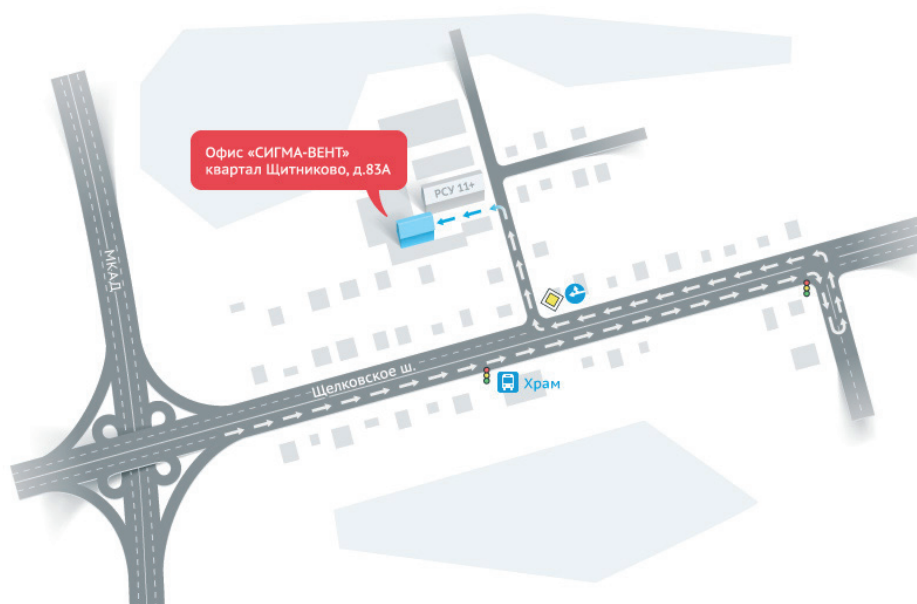 Офис «СИГМА-ВЕНТ»
квартал Щитниково, д.83А
РСУ 11+
МКАД
Щелковское ш.
Храм